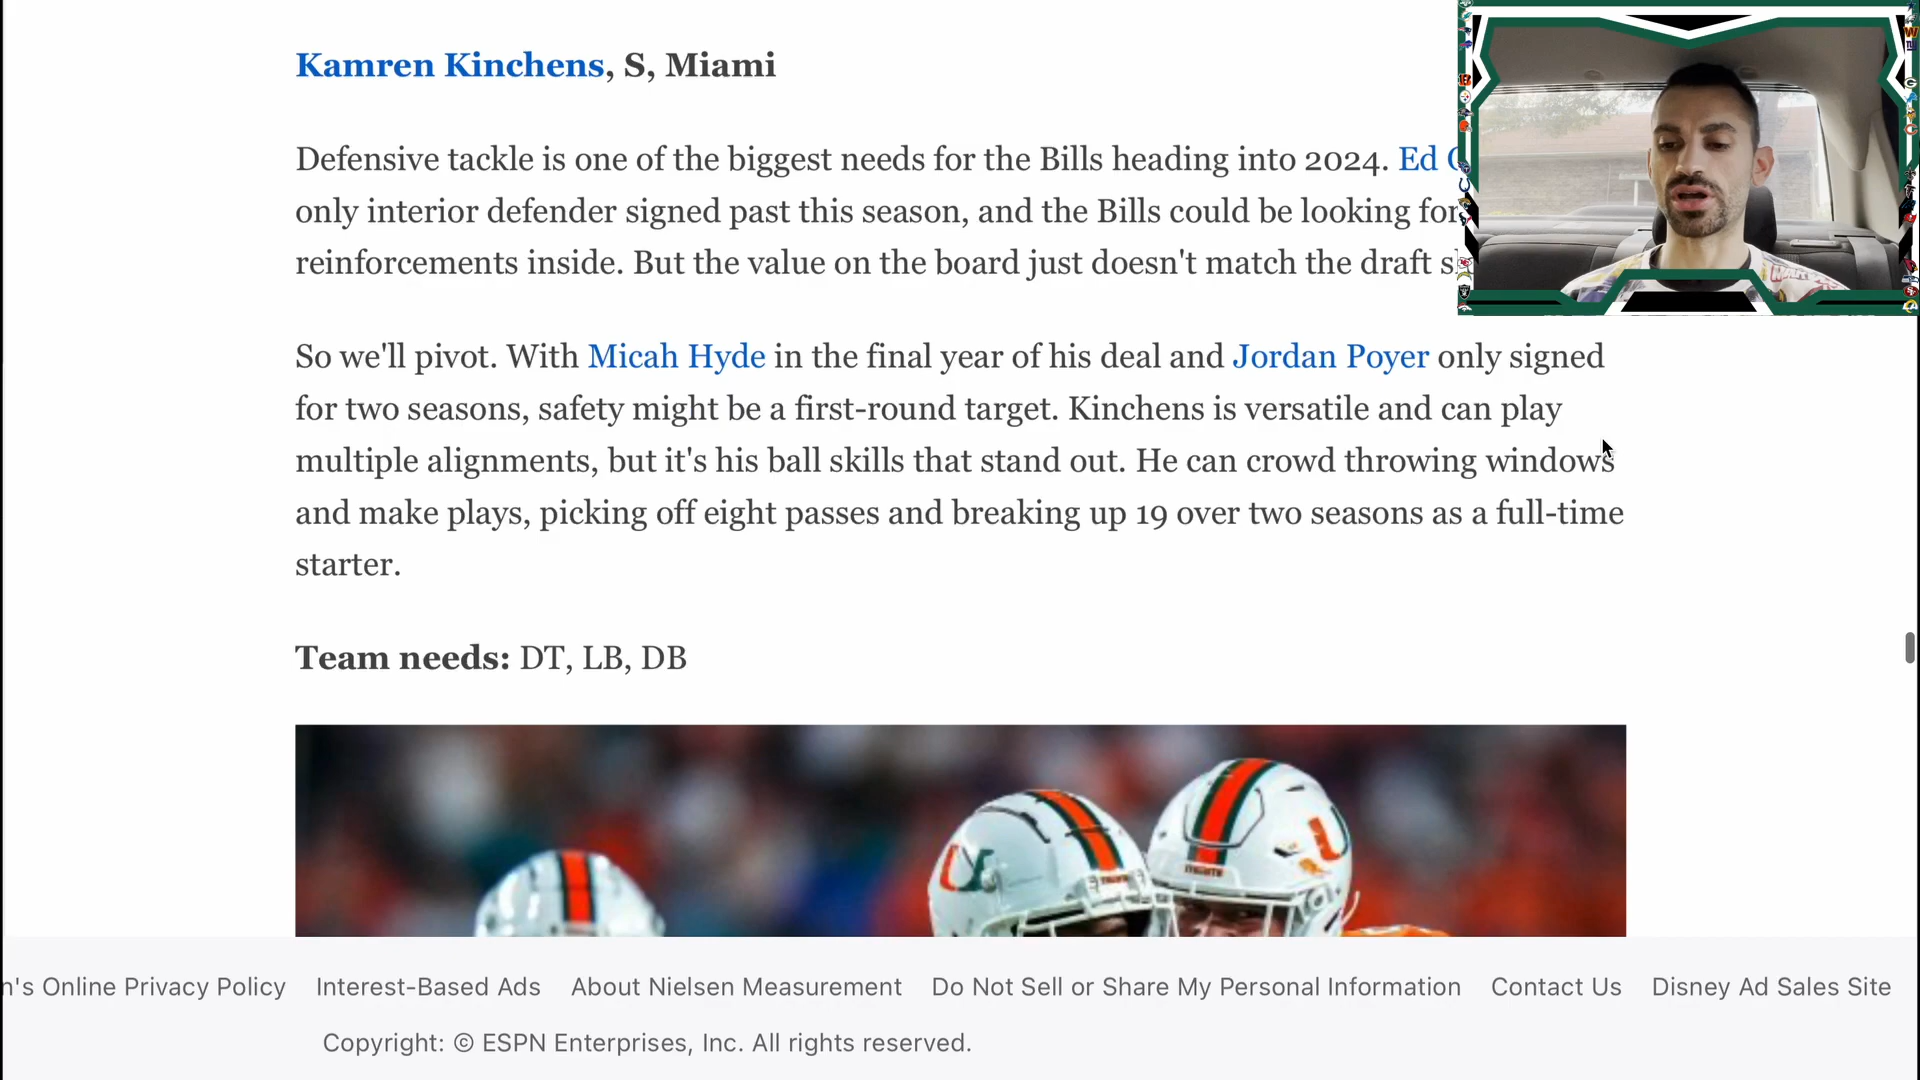 Kamren Kinchens, S, Miami
Defensive tackle is one of the biggest needs for the Bills heading into 2024. Ed
only interior defender signed past this season, and the Bills could be looking for
reinforcements inside. But the value on the board just doesn't match the draft
So we'll pivot. With Micah Hyde in the final year of his deal and Jordan Poyer only signed
for two seasons, safety might be a first-round target. Kinchens is versatile and can play
multiple alignments, but it's his ball skills that stand out. He can crowd throwing windows
and make plays, picking off eight passes and breaking up 19 over two seasons as a full-time
starter.
Team needs: DT, LB, DB
n's Online Privacy Policy Interest-Based Ads About Nielsen Measurement Do Not Sell or Share My Personal Information Contact Us Disney Ad Sales Site
Copyright: © ESPN Enterprises, Inc. All rights reserved.